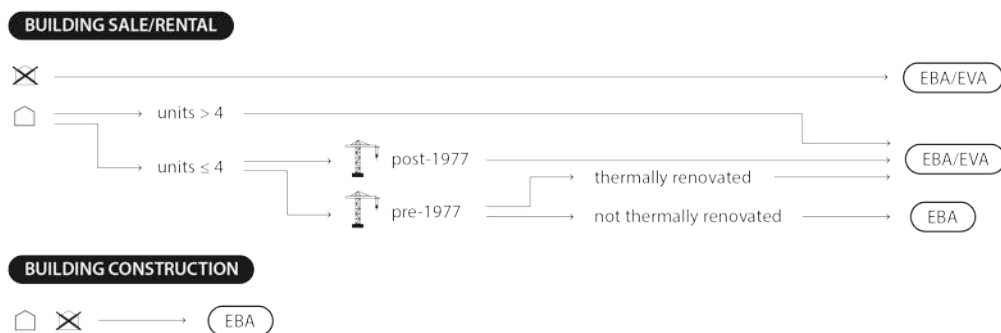 BUILDING SALE/RENTAL
EBA/EVA
units > 4
units ≤ 4
post-1977
EBA/EVA
thermally renovated
pre-1977
not thermally renovated
EBA
BUILDING CONSTRUCTION
EBA